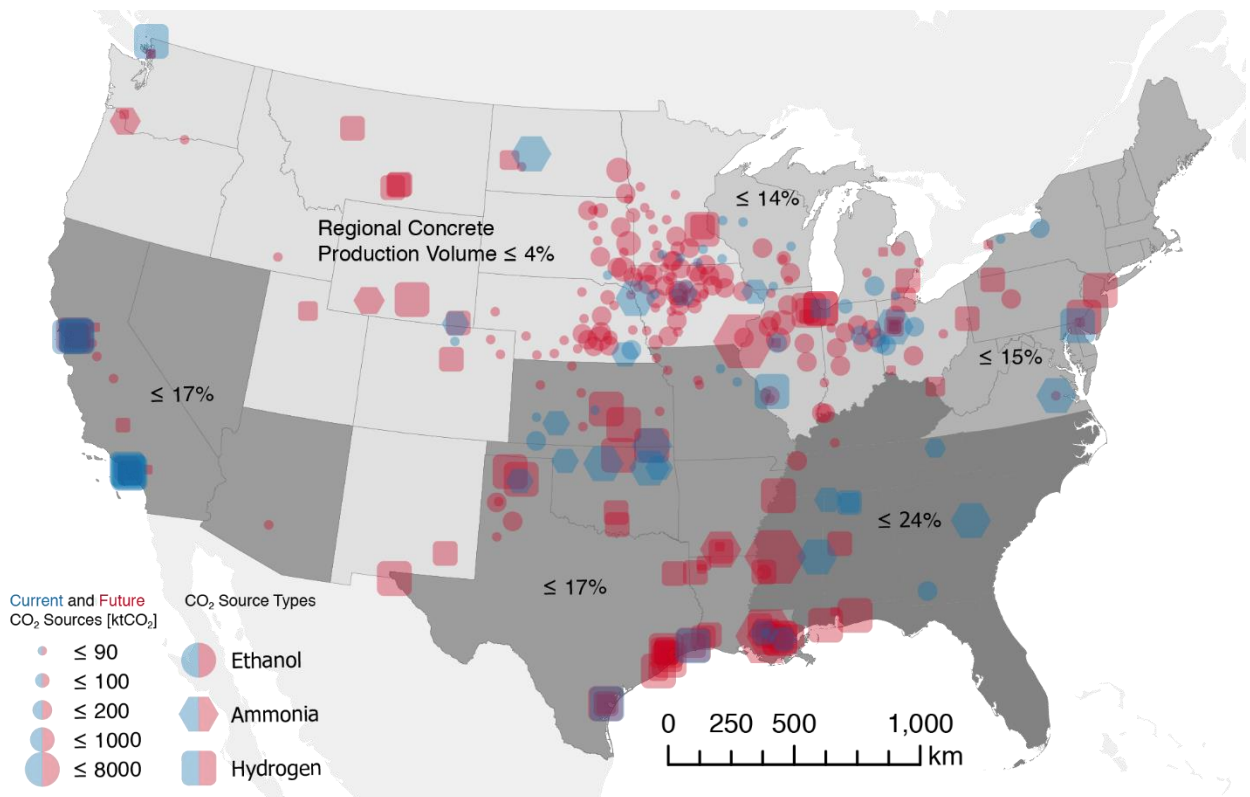 ≤ 14%
Regional Concrete
Production Volume ≤ 4%
≤ 15%
≤ 17%
≤ 24%
≤ 17%
Current and Future
CO₂ Sources [ktCO₂]
≤ 90
≤ 100
≤ 200
≤ 1000
≤ 8000
CO₂ Source Types
Ethanol
Ammonia
Hydrogen
0 250 500 1,000
km